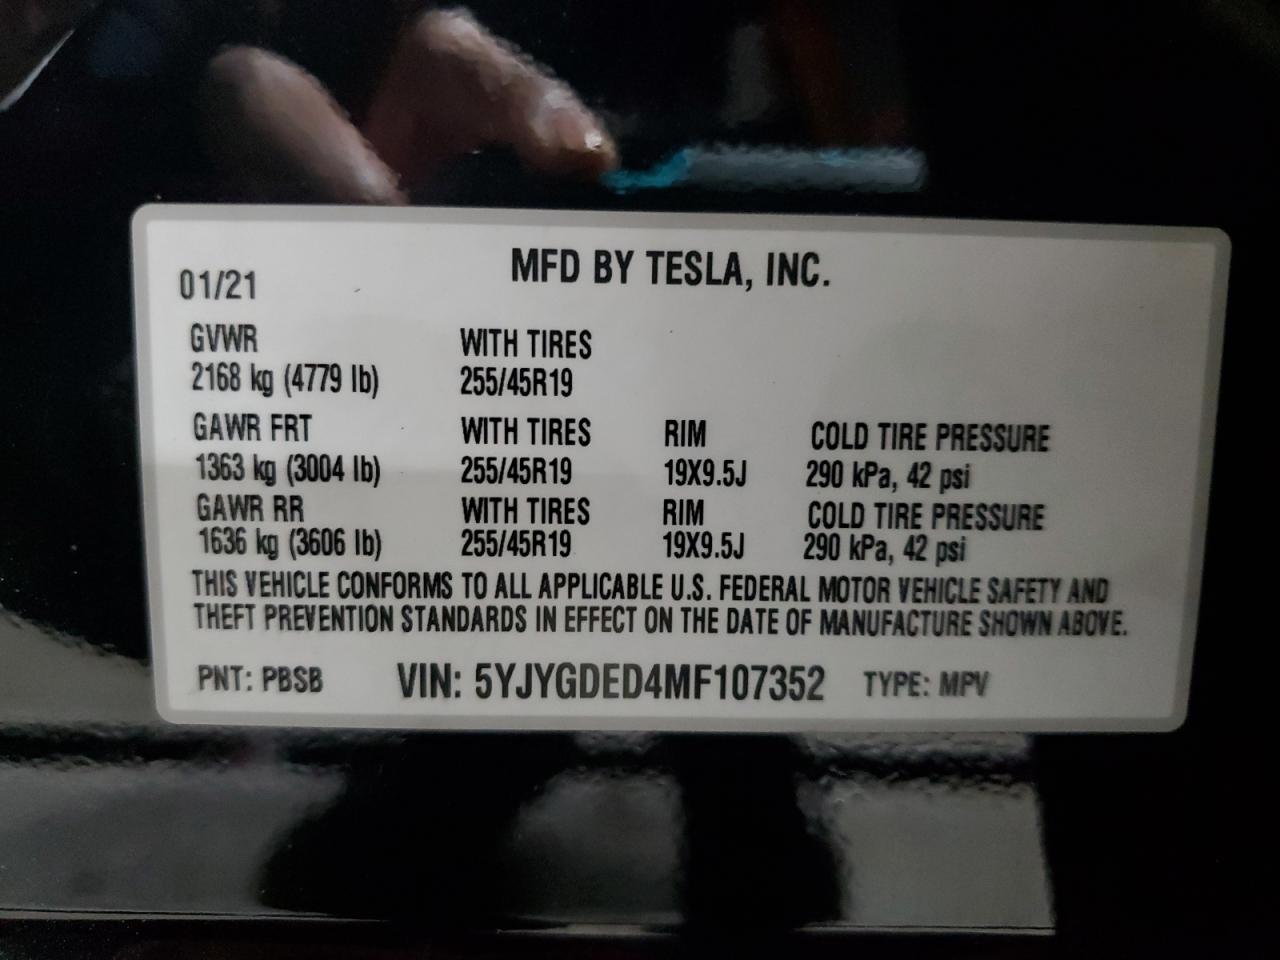 MFD BY TESLA, INC.
01/21
GVWR WITH TIRES
2168 kg (4779 lb) 255/45R19
GAWR FRT WITH TIRES RIM COLD TIRE PRESSURE
1363 kg (3004 lb) 255/45R19 19X9.5J 290 kPa, 42 psi
GAWR RR WITH TIRES RIM COLD TIRE PRESSURE
1636 kg (3606 lb) 255/45R19 19X9.5J 290 kPa, 42 psi
THIS VEHICLE CONFORMS TO ALL APPLICABLE U.S. FEDERAL MOTOR VEHICLE SAFETY AND
THEFT PREVENTION STANDARDS IN EFFECT ON THE DATE OF MANUFACTURE SHOWN ABOVE.
PNT: PBSB VIN: 5YJYGDED4MF107352 TYPE: MPV